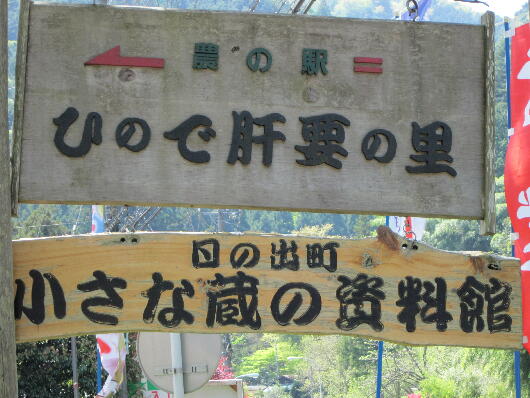 農の駅
ひので肝要の里
日の出町
小さな蔵の資料館